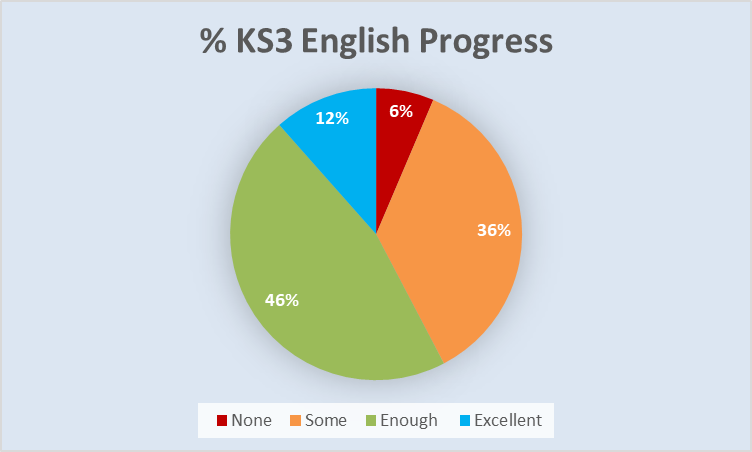 % KS3 English Progress
6%
12%
36%
46%
None Some Enough Excellent